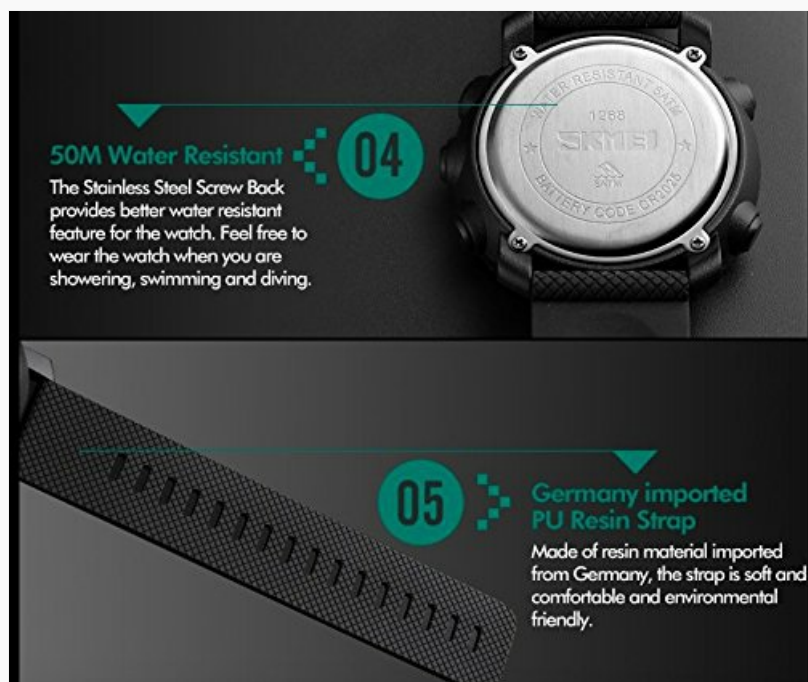 WATER RESISTANT 5ATM
1268
SKMEI
5ATM
BATTERY CODE CR2025
50M Water Resistant
04
The Stainless Steel Screw Back
provides better water resistant
feature for the watch. Feel free to
wear the watch when you are
showering, swimming and diving.
05
Germany imported
PU Resin Strap
Made of resin material imported
from Germany, the strap is soft and
comfortable and environmental
friendly.